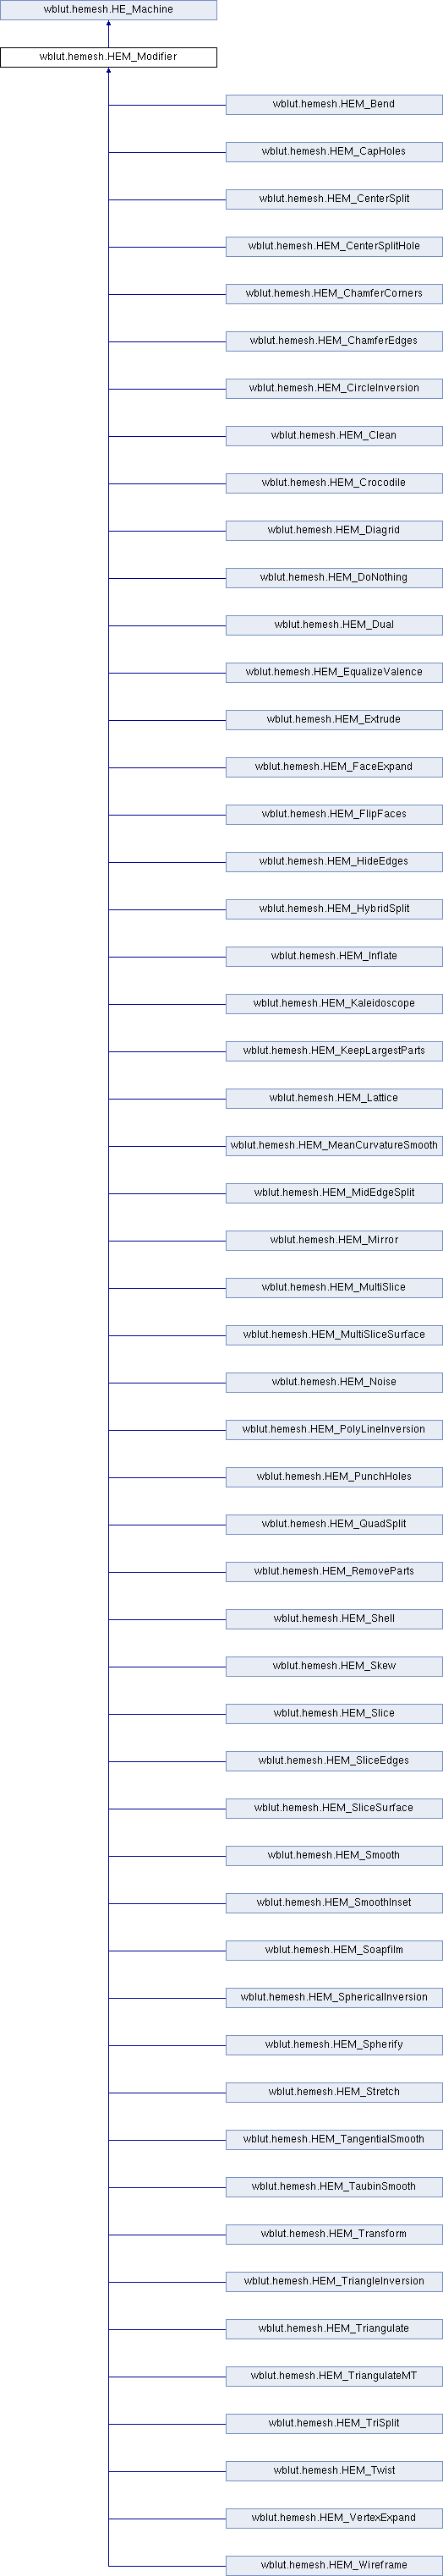 wblut.hemesh.HE_Machine
wblut.hemesh.HEM_Modifier
wblut.hemesh.HEM_Bend
wblut.hemesh.HEM_CapHoles
wblut.hemesh.HEM_CenterSplit
wblut.hemesh.HEM_CenterSplitHole
wblut.hemesh.HEM_ChamferCorners
wblut.hemesh.HEM_ChamferEdges
wblut.hemesh.HEM_CircleInversion
wblut.hemesh.HEM_Clean
wblut.hemesh.HEM_Crocodile
wblut.hemesh.HEM_Diagrid
wblut.hemesh.HEM_DoNothing
wblut.hemesh.HEM_Dual
wblut.hemesh.HEM_EqualizeValence
wblut.hemesh.HEM_Extrude
wblut.hemesh.HEM_FaceExpand
wblut.hemesh.HEM_FlipFaces
wblut.hemesh.HEM_HideEdges
wblut.hemesh.HEM_HybridSplit
wblut.hemesh.HEM_Inflate
wblut.hemesh.HEM_Kaleidoscope
wblut.hemesh.HEM_KeepLargestParts
wblut.hemesh.HEM_Lattice
wblut.hemesh.HEM_MeanCurvatureSmooth
wblut.hemesh.HEM_MidEdgeSplit
wblut.hemesh.HEM_Mirror
wblut.hemesh.HEM_MultiSlice
wblut.hemesh.HEM_MultiSliceSurface
wblut.hemesh.HEM_Noise
wblut.hemesh.HEM_PolyLineInversion
wblut.hemesh.HEM_PunchHoles
wblut.hemesh.HEM_QuadSplit
wblut.hemesh.HEM_RemoveParts
wblut.hemesh.HEM_Shell
wblut.hemesh.HEM_Skew
wblut.hemesh.HEM_Slice
wblut.hemesh.HEM_SliceEdges
wblut.hemesh.HEM_SliceSurface
wblut.hemesh.HEM_Smooth
wblut.hemesh.HEM_SmoothInset
wblut.hemesh.HEM_Soapfilm
wblut.hemesh.HEM_SphericalInversion
wblut.hemesh.HEM_Spherify
wblut.hemesh.HEM_Stretch
wblut.hemesh.HEM_TangentialSmooth
wblut.hemesh.HEM_TaubinSmooth
wblut.hemesh.HEM_Transform
wblut.hemesh.HEM_TriangleInversion
wblut.hemesh.HEM_Triangulate
wblut.hemesh.HEM_TriangulateMT
wblut.hemesh.HEM_TriSplit
wblut.hemesh.HEM_Twist
wblut.hemesh.HEM_VertexExpand
wblut.hemesh.HEM_Wireframe